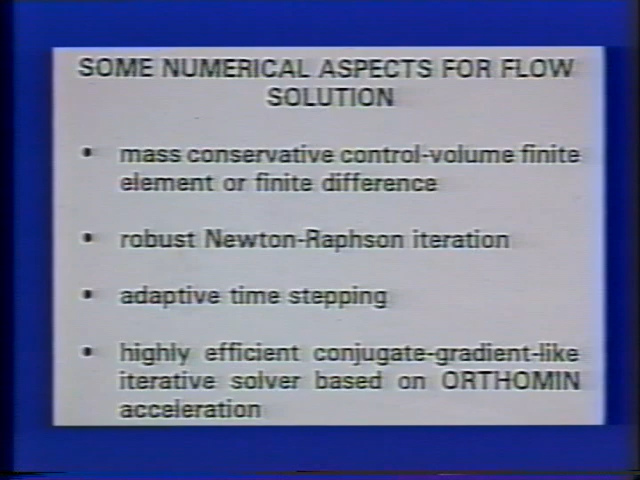 SOME NUMERICAL ASPECTS FOR FLOW
SOLUTION
• mass conservative control-volume finite
element or finite difference
• robust Newton-Raphson iteration
• adaptive time stepping
• highly efficient conjugate-gradient-like
iterative solver based on ORTHOMIN
acceleration